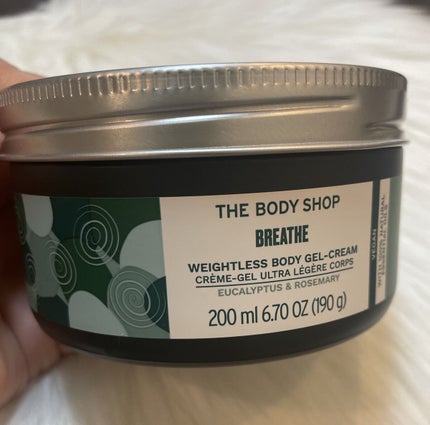 THE BODY SHOP
BREATHE
WEIGHTLESS BODY GEL-CREAM
CRÈME-GEL ULTRA LÉGÈRE CORPS
EUCALYPTUS & ROSEMARY
200 ml 6.70 OZ (190 g)
VEGAN